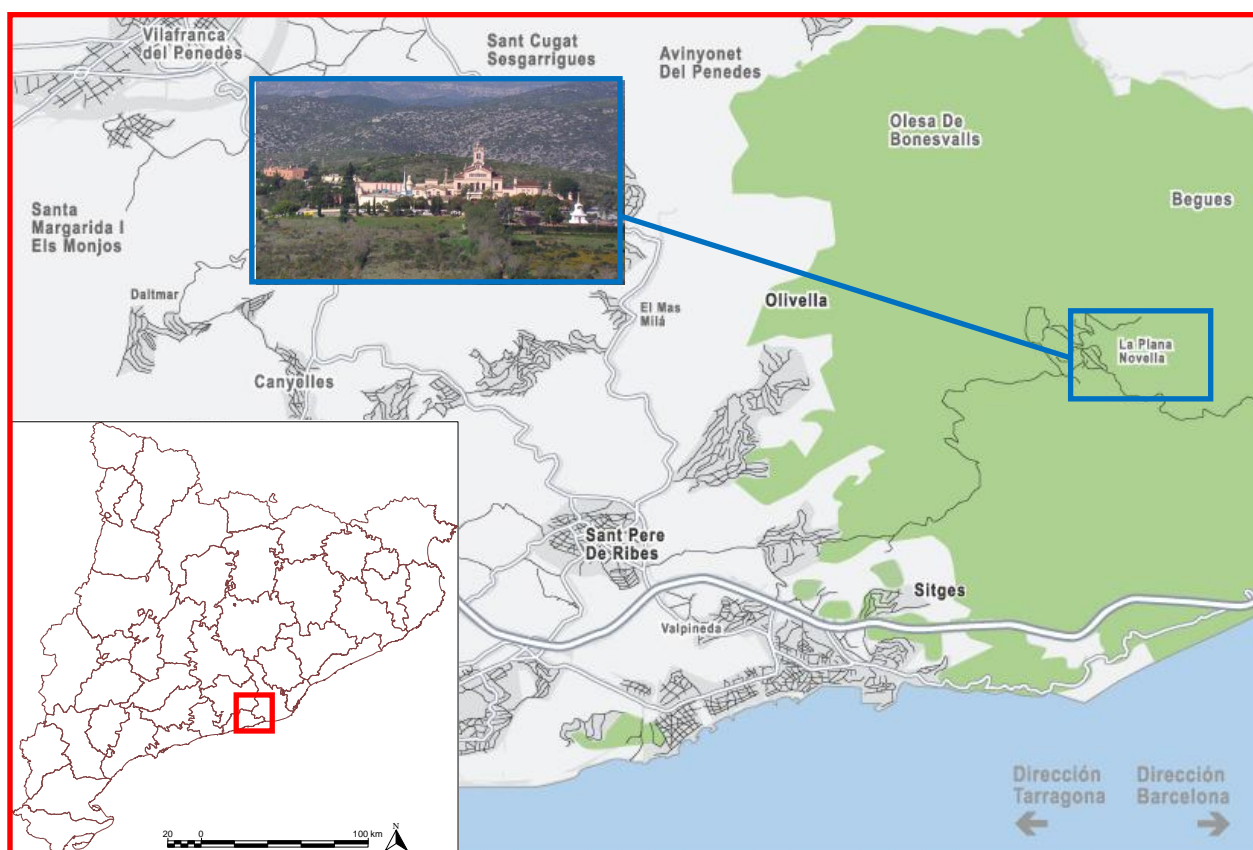 Vilafranca
del Penedès
Sant Cugat
Sesgarrigues
Avinyonet
Del Penedes
Olesa De
Bonesvalls
Begues
Santa
Margarida I
Els Monjos
Daltmar
El Mas
Milá
Olivella
La Plana
Novella
Canyelles
Sant Pere
De Ribes
Sitges
Valpineda
Dirección
Tarragona
Dirección
Barcelona
20 0 100 km
N